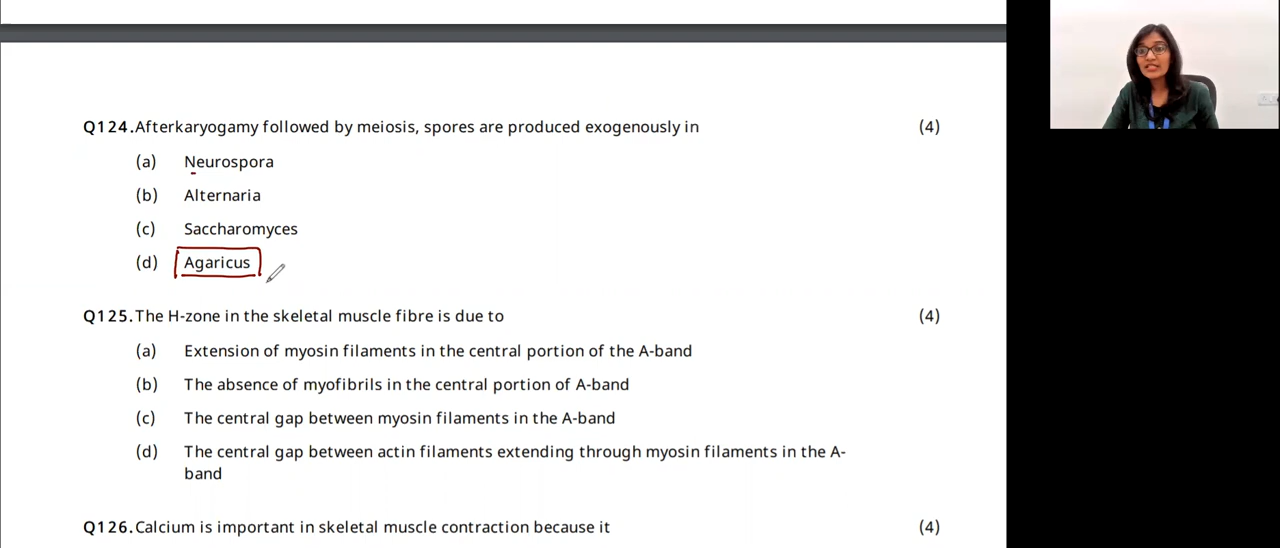 Q124.Afterkaryogamy followed by meiosis, spores are produced exogenously in (4)
(a) Neurospora
(b) Alternaria
(c) Saccharomyces
(d) Agaricus
Q125.The H-zone in the skeletal muscle fibre is due to (4)
(a) Extension of myosin filaments in the central portion of the A-band
(b) The absence of myofibrils in the central portion of A-band
(c) The central gap between myosin filaments in the A-band
(d) The central gap between actin filaments extending through myosin filaments in the A-
band
Q126.Calcium is important in skeletal muscle contraction because it (4)